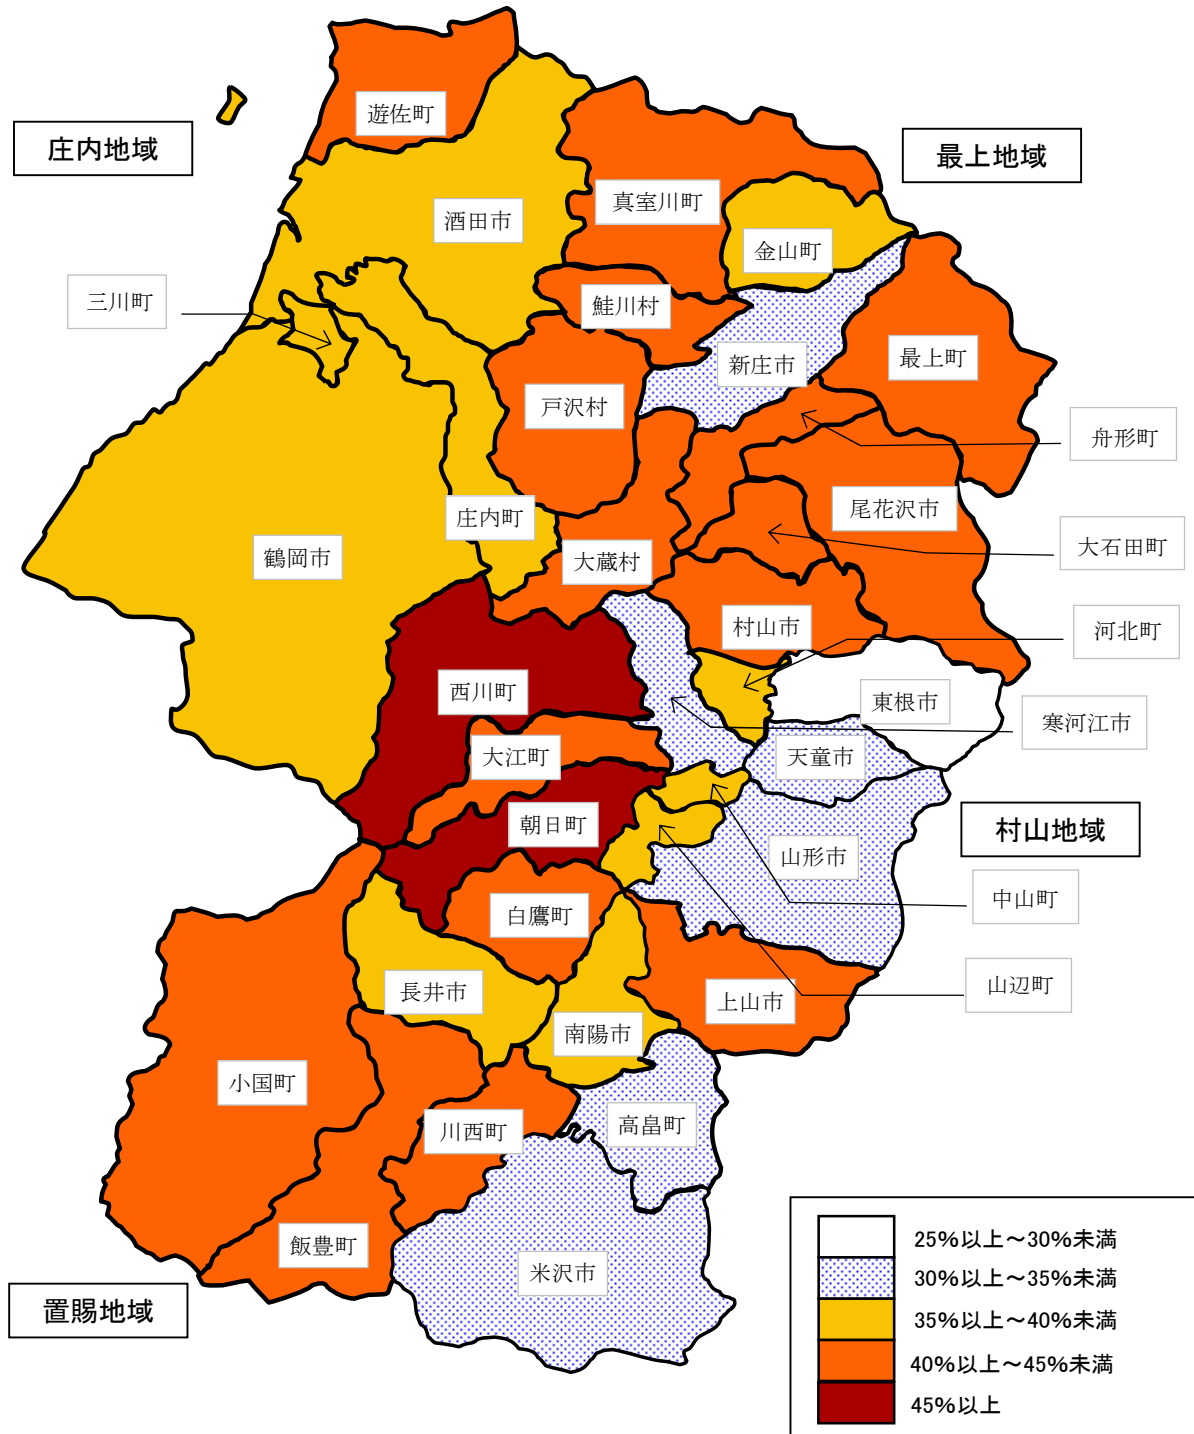 遊佐町
庄内地域
最上地域
酒田市
真室川町
金山町
三川町
鮭川村
新庄市
最上町
戸沢村
舟形町
庄内町
尾花沢市
鶴岡市
大蔵村
大石田町
村山市
河北町
西川町
東根市
寒河江市
大江町
天童市
朝日町
村山地域
山形市
中山町
白鷹町
長井市
上山市
山辺町
南陽市
小国町
川西町
高畠町
飯豊町
米沢市
置賜地域
25%以上～30%未満
30%以上～35%未満
35%以上～40%未満
40%以上～45%未満
45%以上